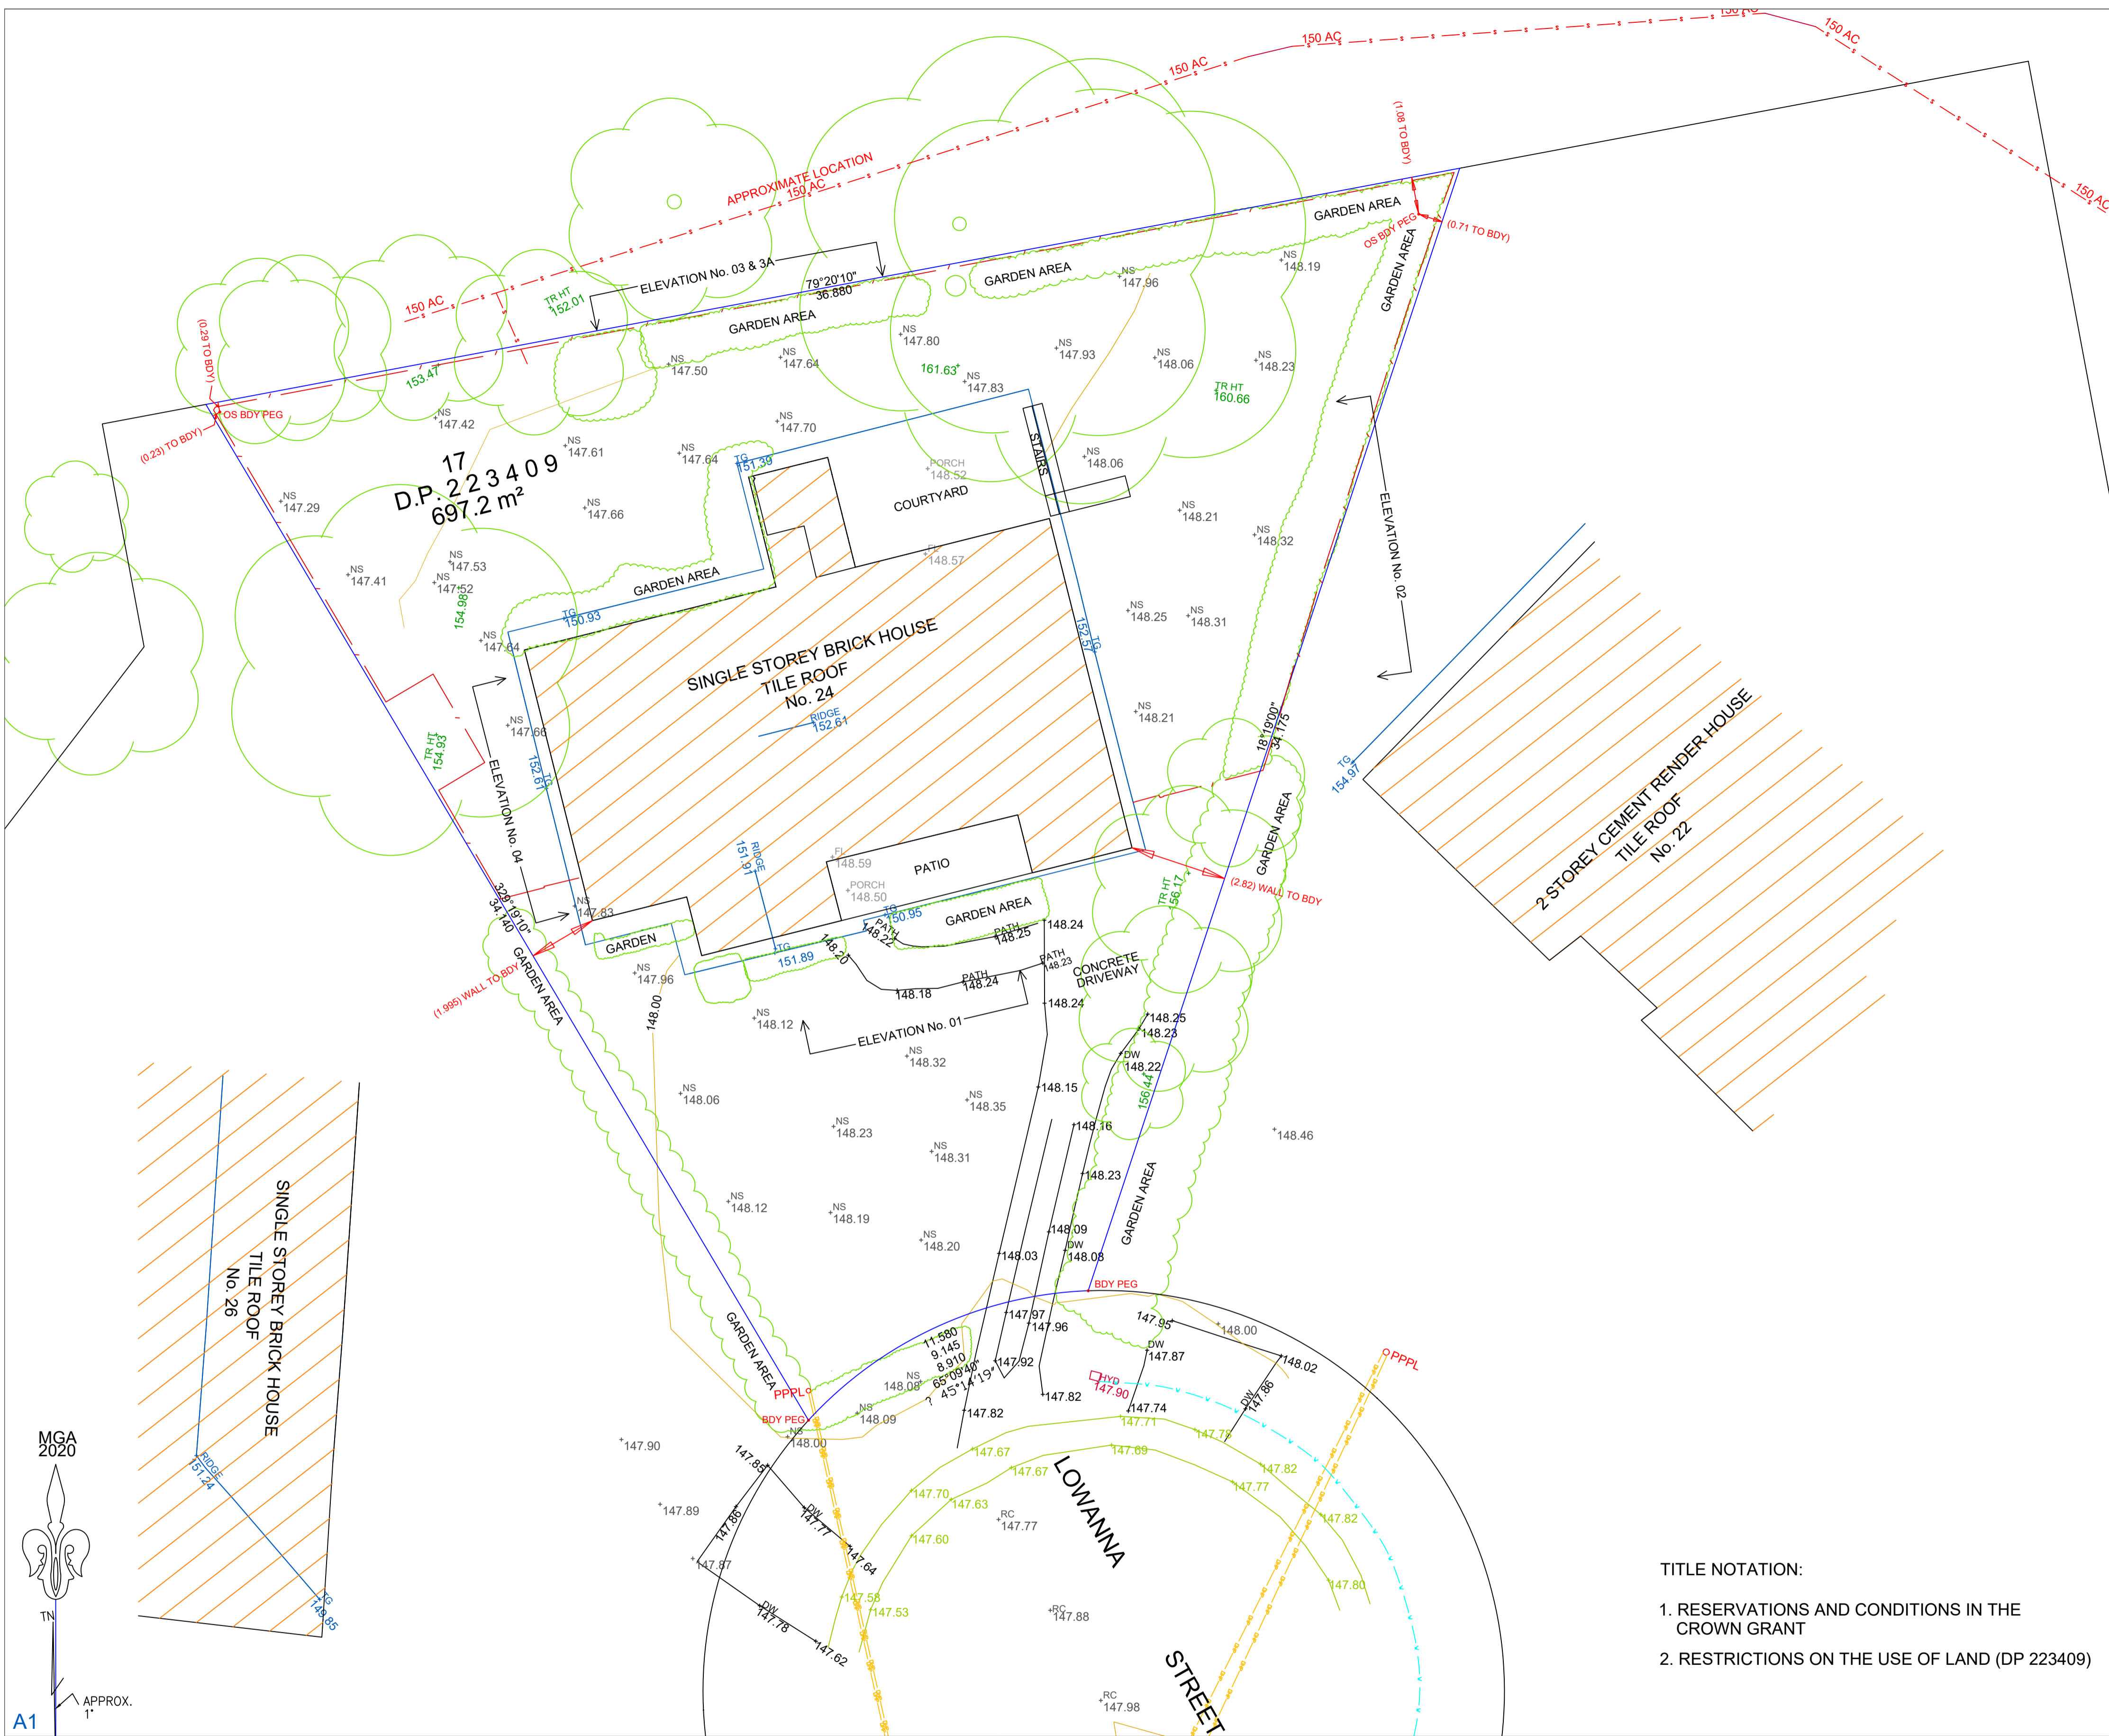 150 AC
150 AC
150 AC
150 AC
150 AC
APPROXIMATE LOCATION
150 AC
150 AC
(1.08 TO BDY)
GARDEN AREA
OS BDY PEG
(0.71 TO BDY)
GARDEN AREA
ELEVATION No. 03 & 3A
79°20'10"
36.880
GARDEN AREA
GARDEN AREA
TR HT
152.01
NS
148.19
NS
147.96
(0.29 TO BDY)
153.47
OS BDY PEG
(0.23) TO BDY)
NS
147.80
NS
147.93
NS
148.06
NS
148.23
NS
147.50
NS
147.64
161.63
NS
147.83
TR HT
160.66
NS
147.42
NS
147.70
NS
147.61
NS
147.64
TG
151.39
PORCH
148.52
STAIRS
NS
148.06
17
D.P. 2 2 3 4 0 9
697.2 m²
NS
147.29
NS
147.66
COURTYARD
NS
148.21
NS
148.32
ELEVATION No. 02
FL
148.57
NS
147.41
NS
147.53
NS
147.52
154.98
GARDEN AREA
TG
150.93
NS
147.64
NS
148.25
NS
148.31
TG
152.57
SINGLE STOREY BRICK HOUSE
TILE ROOF
No. 24
RIDGE
152.61
NS
147.66
NS
148.21
18°19'00"
34.175
TR HT
154.93
TG
152.61
ELEVATION No. 04
TG
154.97
2 STOREY CEMENT RENDER HOUSE
TILE ROOF
No. 22
RIDGE
151.91
FL
148.59
PATIO
PORCH
148.50
GARDEN AREA
TR HT
156.17
(2.82) WALL TO BDY
329°19'10"
34.140
NS
147.83
GARDEN
TG
150.95
GARDEN AREA
PATH
148.22
PATH
148.25
148.24
148.20
TG
151.89
PATH
148.23
PATH
148.24
148.18
148.24
CONCRETE
DRIVEWAY
(1.995) WALL TO BDY
GARDEN AREA
NS
147.96
148.00
NS
148.12
ELEVATION No. 01
148.25
148.23
DW
148.22
156.44
NS
148.32
148.15
NS
148.06
NS
148.35
NS
148.23
148.16
148.46
NS
148.31
148.23
GARDEN AREA
NS
148.12
NS
148.19
NS
148.20
148.09
DW
148.08
148.03
SINGLE STOREY BRICK HOUSE
TILE ROOF
No. 26
BDY PEG
GARDEN AREA
147.97
147.96
11.580
9.145
8.910
65°09'40"
? 45°14'19"
147.95
148.00
DW
147.87
148.02
147.92
PPPL
NS
148.08
HYD
147.90
DW
147.86
PPPL
147.82
147.82
147.74
BDY PEG
NS
148.09
NS
148.00
147.71
147.78
147.90
147.85
147.67
147.69
147.82
147.67
147.77
RIDGE
151.24
147.70
147.63
147.82
147.89
147.86
DW
147.77
RC
147.77
LOWANNA
147.60
147.64
147.87
147.80
147.58
147.53
RC
147.88
TG
149.85
DW
147.78
147.62
STREET
RC
147.98
MGA
2020
TN
APPROX.
1°
A1
TITLE NOTATION:
1. RESERVATIONS AND CONDITIONS IN THE
CROWN GRANT
2. RESTRICTIONS ON THE USE OF LAND (DP 223409)